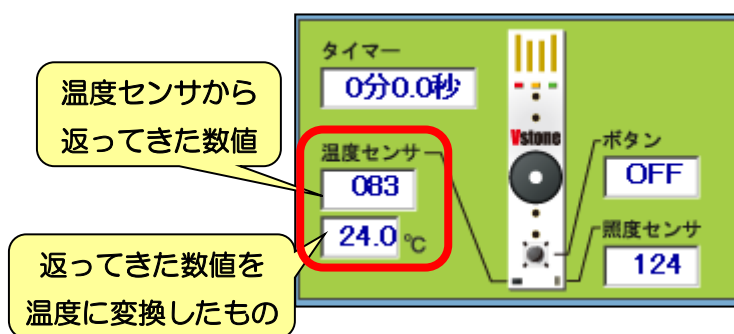 温度センサから
返ってきた数値
返ってきた数値を
温度に変換したもの
タイマー
0分0.0秒
温度センサ
083
24.0 ℃
Vstone
ボタン
OFF
照度センサ
124